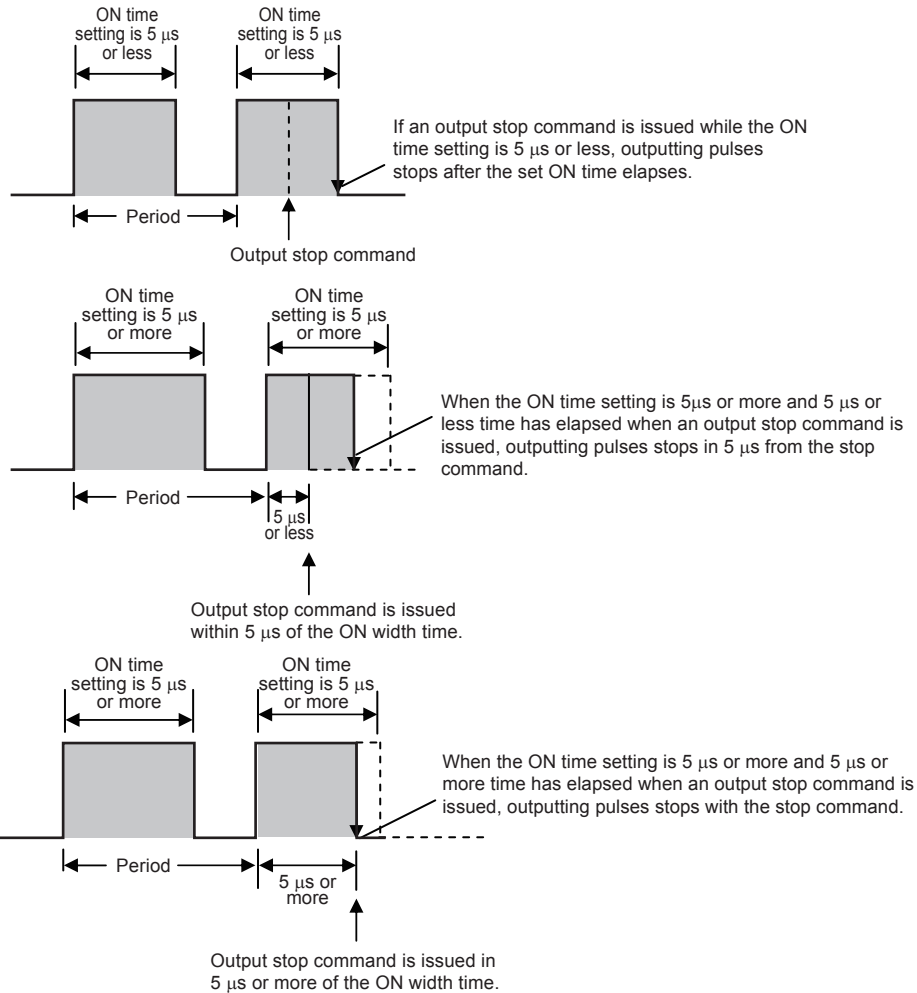 ON time
setting is 5 μs
or less
ON time
setting is 5 μs
or less
If an output stop command is issued while the ON
time setting is 5 μs or less, outputting pulses
stops after the set ON time elapses.
Period
Output stop command
ON time
setting is 5 μs
or more
ON time
setting is 5 μs
or more
When the ON time setting is 5μs or more and 5 μs or
less time has elapsed when an output stop command is
issued, outputting pulses stops in 5 μs from the stop
command.
Period
5 μs
or less
Output stop command is issued
within 5 μs of the ON width time.
ON time
setting is 5 μs
or more
ON time
setting is 5 μs
or more
When the ON time setting is 5 μs or more and 5 μs or
more time has elapsed when an output stop command is
issued, outputting pulses stops with the stop command.
Period
5 μs or
more
Output stop command is issued in
5 μs or more of the ON width time.